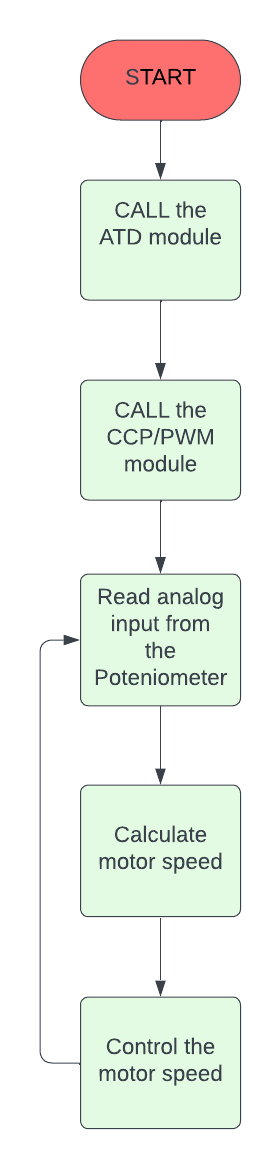 START
CALL the
ATD module
CALL the
CCP/PWM
module
Read analog
input from
the
Poteniometer
Calculate
motor speed
Control the
motor speed